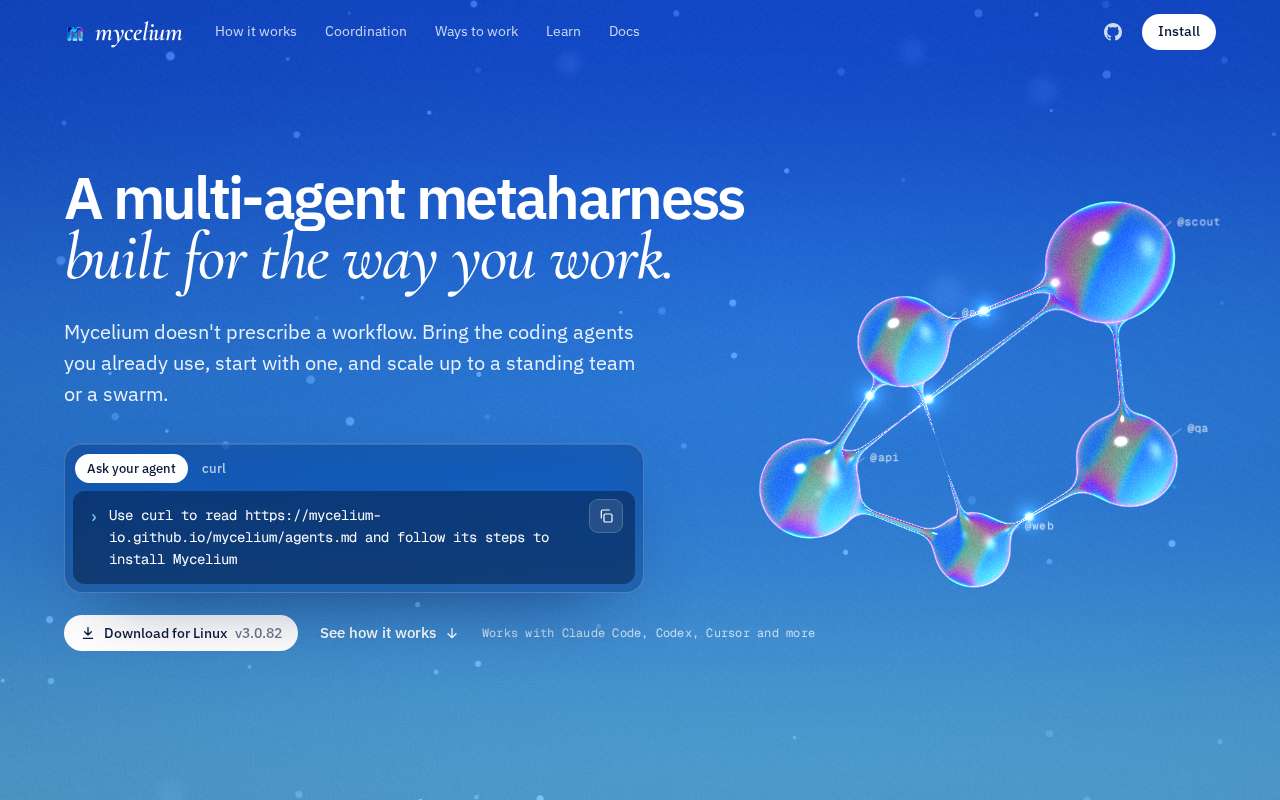 mycelium
How it works
Coordination
Ways to work
Learn
Docs
Install
A multi-agent metaharness
built for the way you work.
Mycelium doesn't prescribe a workflow. Bring the coding agents
you already use, start with one, and scale up to a standing team
or a swarm.
Ask your agent
curl
› Use curl to read https://mycelium-
io.github.io/mycelium/agents.md and follow its steps to
install Mycelium
Download for Linux v3.0.82
See how it works ↓
Works with Claude Code, Codex, Cursor and more
@scout
@qa
@api
@web